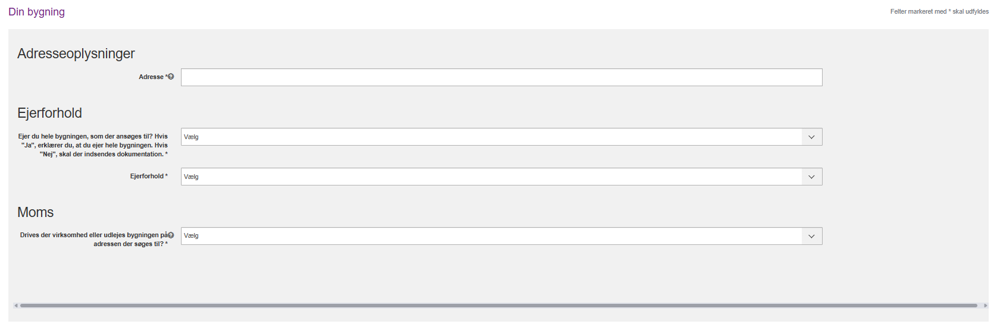 Din bygning
Felter markeret med * skal udfyldes
Adresseoplysninger
Adresse *
Ejerforhold
Ejer du hele bygningen, som der ansøges til? Hvis
"Ja", erklærer du, at du ejer hele bygningen. Hvis
"Nej", skal der indsendes dokumentation. *
Vælg
Ejerforhold *
Vælg
Moms
Drives der virksomhed eller udlejes bygningen på
adressen der søges til? *
Vælg